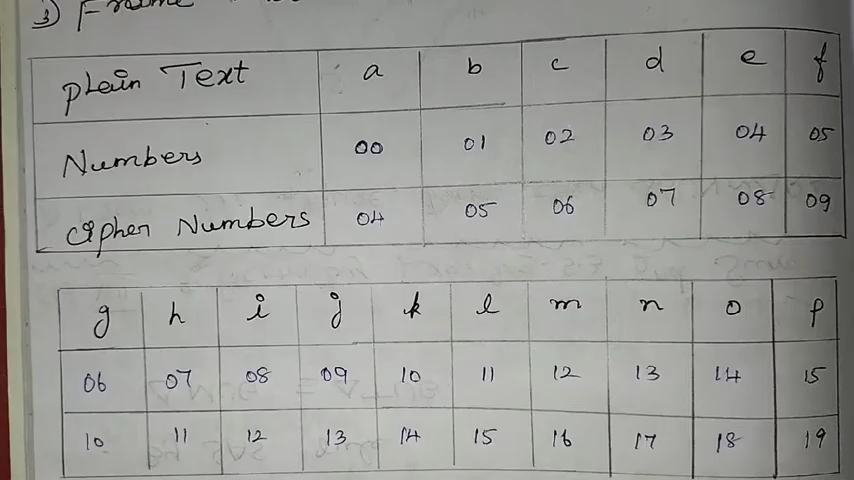 3) Frame
Plain Text a b c d e f
Numbers 00 01 02 03 04 05
Cipher Numbers 04 05 06 07 08 09
g h i j k l m n o p
06 07 08 09 10 11 12 13 14 15
10 11 12 13 14 15 16 17 18 19